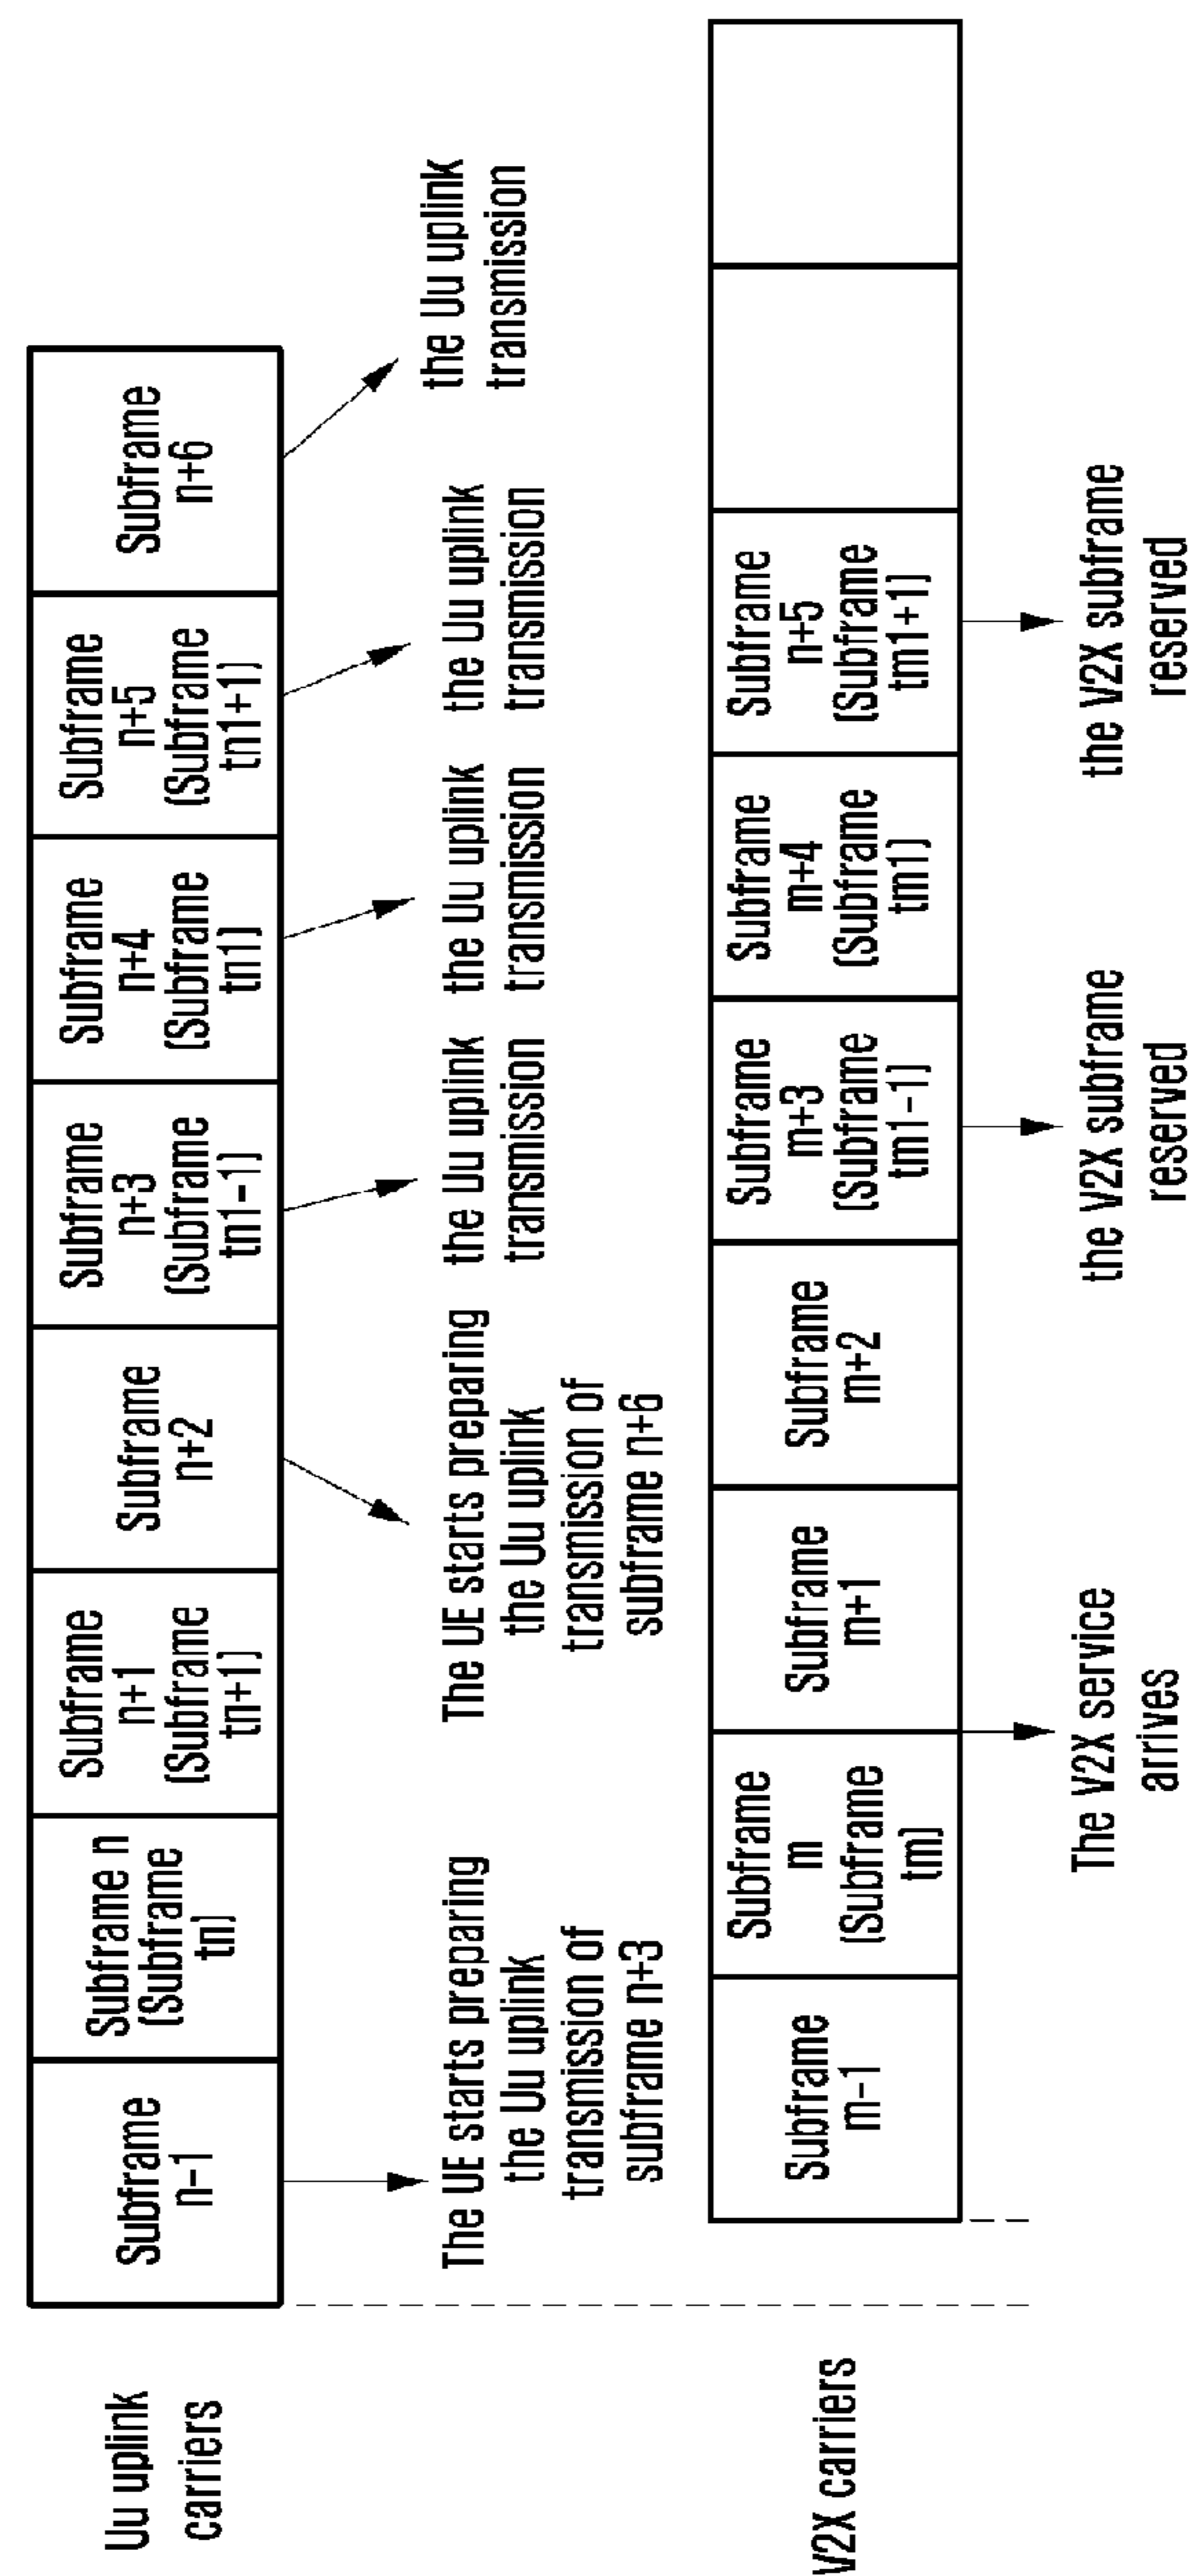 Uu uplink
carriers
Subframe
n-1
Subframe n
(Subframe
tn)
Subframe
n+1
(Subframe
tn+1)
Subframe
n+2
Subframe
n+3
(Subframe
tn1-1)
Subframe
n+4
(Subframe
tn1)
Subframe
n+5
(Subframe
tn1+1)
Subframe
n+6
The UE starts preparing
the Uu uplink
transmission of
subframe n+3
The UE starts preparing
the Uu uplink
transmission of
subframe n+6
the Uu uplink
transmission
the Uu uplink
transmission
the Uu uplink
transmission
the Uu uplink
transmission
V2X carriers
Subframe
m-1
Subframe
m
(Subframe
tm)
Subframe
m+1
Subframe
m+2
Subframe
m+3
(Subframe
tm1-1)
Subframe
m+4
(Subframe
tm1)
Subframe
n+5
(Subframe
tm1+1)
The V2X service
arrives
the V2X subframe
reserved
the V2X subframe
reserved